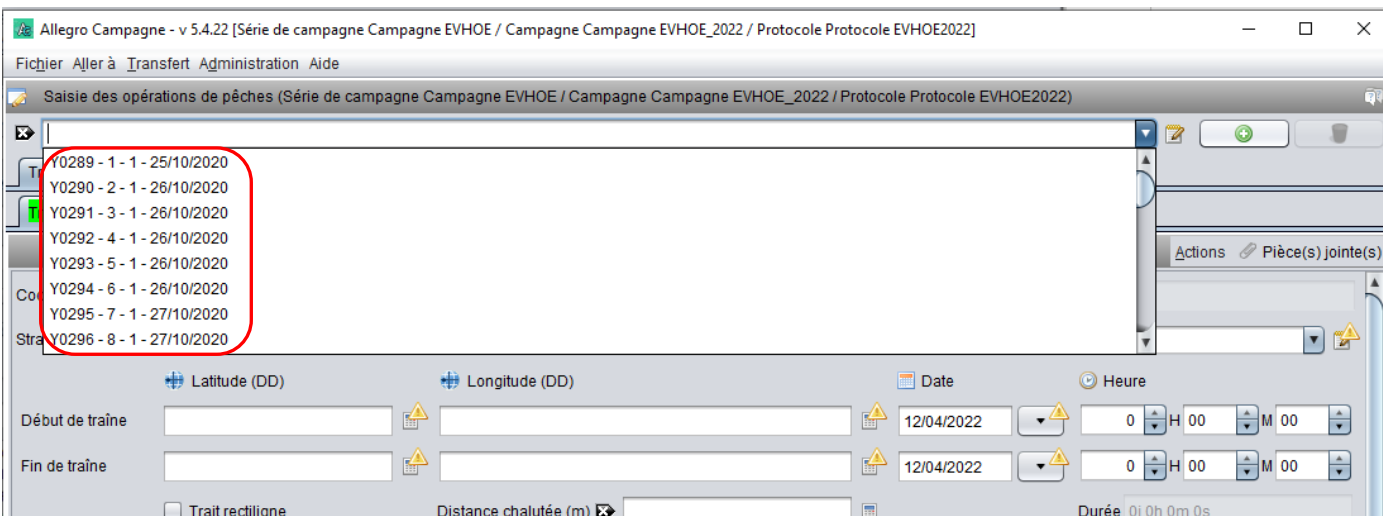 Allegro Campagne - v 5.4.22 [Série de campagne Campagne EVHOE / Campagne Campagne EVHOE_2022 / Protocole Protocole EVHOE2022]
Fichier Aller à Transfert Administration Aide
Saisie des opérations de pêches (Série de campagne Campagne EVHOE / Campagne Campagne EVHOE_2022 / Protocole Protocole EVHOE2022)
Y0289 - 1 - 1 - 25/10/2020
Y0290 - 2 - 1 - 26/10/2020
Y0291 - 3 - 1 - 26/10/2020
Y0292 - 4 - 1 - 26/10/2020
Y0293 - 5 - 1 - 26/10/2020
Actions Pièce(s) jointe(s)
Y0294 - 6 - 1 - 26/10/2020
Y0295 - 7 - 1 - 27/10/2020
Stra Y0296 - 8 - 1 - 27/10/2020
Latitude (DD) Longitude (DD) Date Heure
Début de traîne 12/04/2022 0 H 00 M 00
Fin de traîne 12/04/2022 0 H 00 M 00
Trait rectiligne Distance chalutée (m) Durée 0j 0h 0m 0s